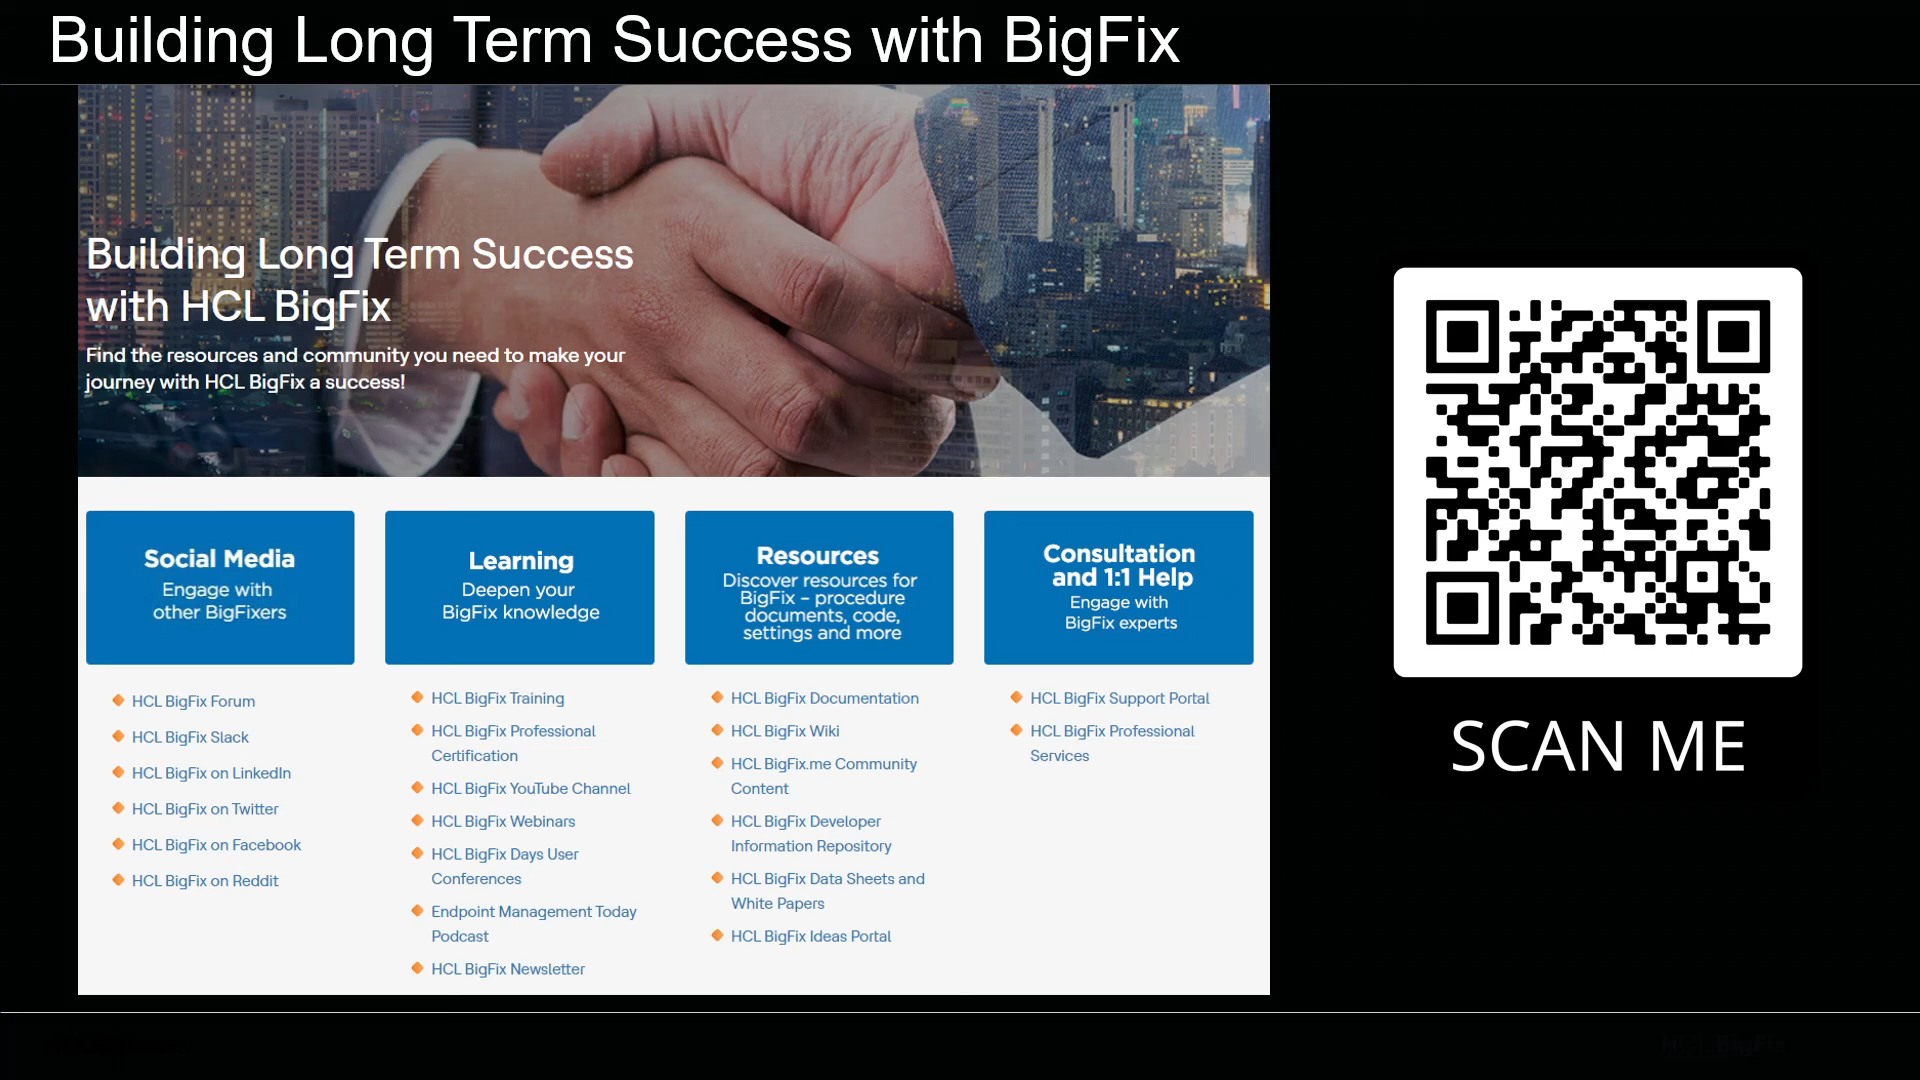 Building Long Term Success with BigFix
Building Long Term Success
with HCL BigFix
Find the resources and community you need to make your
journey with HCL BigFix a success!
Social Media
Engage with
other BigFixers
HCL BigFix Forum
HCL BigFix Slack
HCL BigFix on LinkedIn
HCL BigFix on Twitter
HCL BigFix on Facebook
HCL BigFix on Reddit
Learning
Deepen your
BigFix knowledge
HCL BigFix Training
HCL BigFix Professional
Certification
HCL BigFix YouTube Channel
HCL BigFix Webinars
HCL BigFix Days User
Conferences
Endpoint Management Today
Podcast
HCL BigFix Newsletter
Resources
Discover resources for
BigFix – procedure
documents, code,
settings and more
HCL BigFix Documentation
HCL BigFix Wiki
HCL BigFix.me Community
Content
HCL BigFix Developer
Information Repository
HCL BigFix Data Sheets and
White Papers
HCL BigFix Ideas Portal
Consultation
and 1:1 Help
Engage with
BigFix experts
HCL BigFix Support Portal
HCL BigFix Professional
Services
SCAN ME